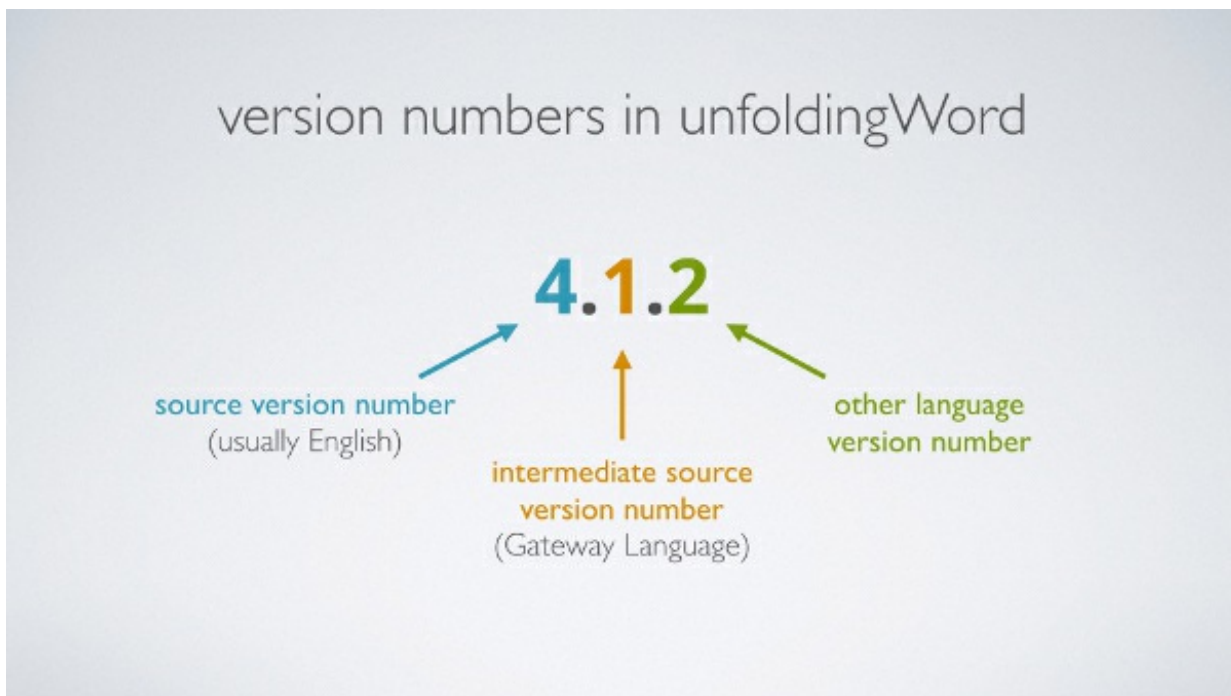 version numbers in unfoldingWord
4.1.2
source version number
(usually English)
intermediate source
version number
(Gateway Language)
other language
version number